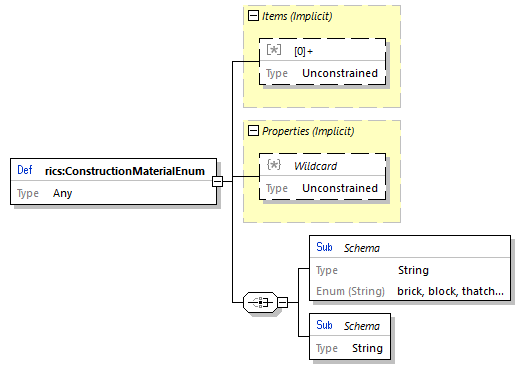 Items (Implicit)
[*] [0]+
Type Unconstrained
Properties (Implicit)
{*} Wildcard
Type Unconstrained
Def rics:ConstructionMaterialEnum
Type Any
Sub Schema
Type String
Enum (String) brick, block, thatch...
Sub Schema
Type String